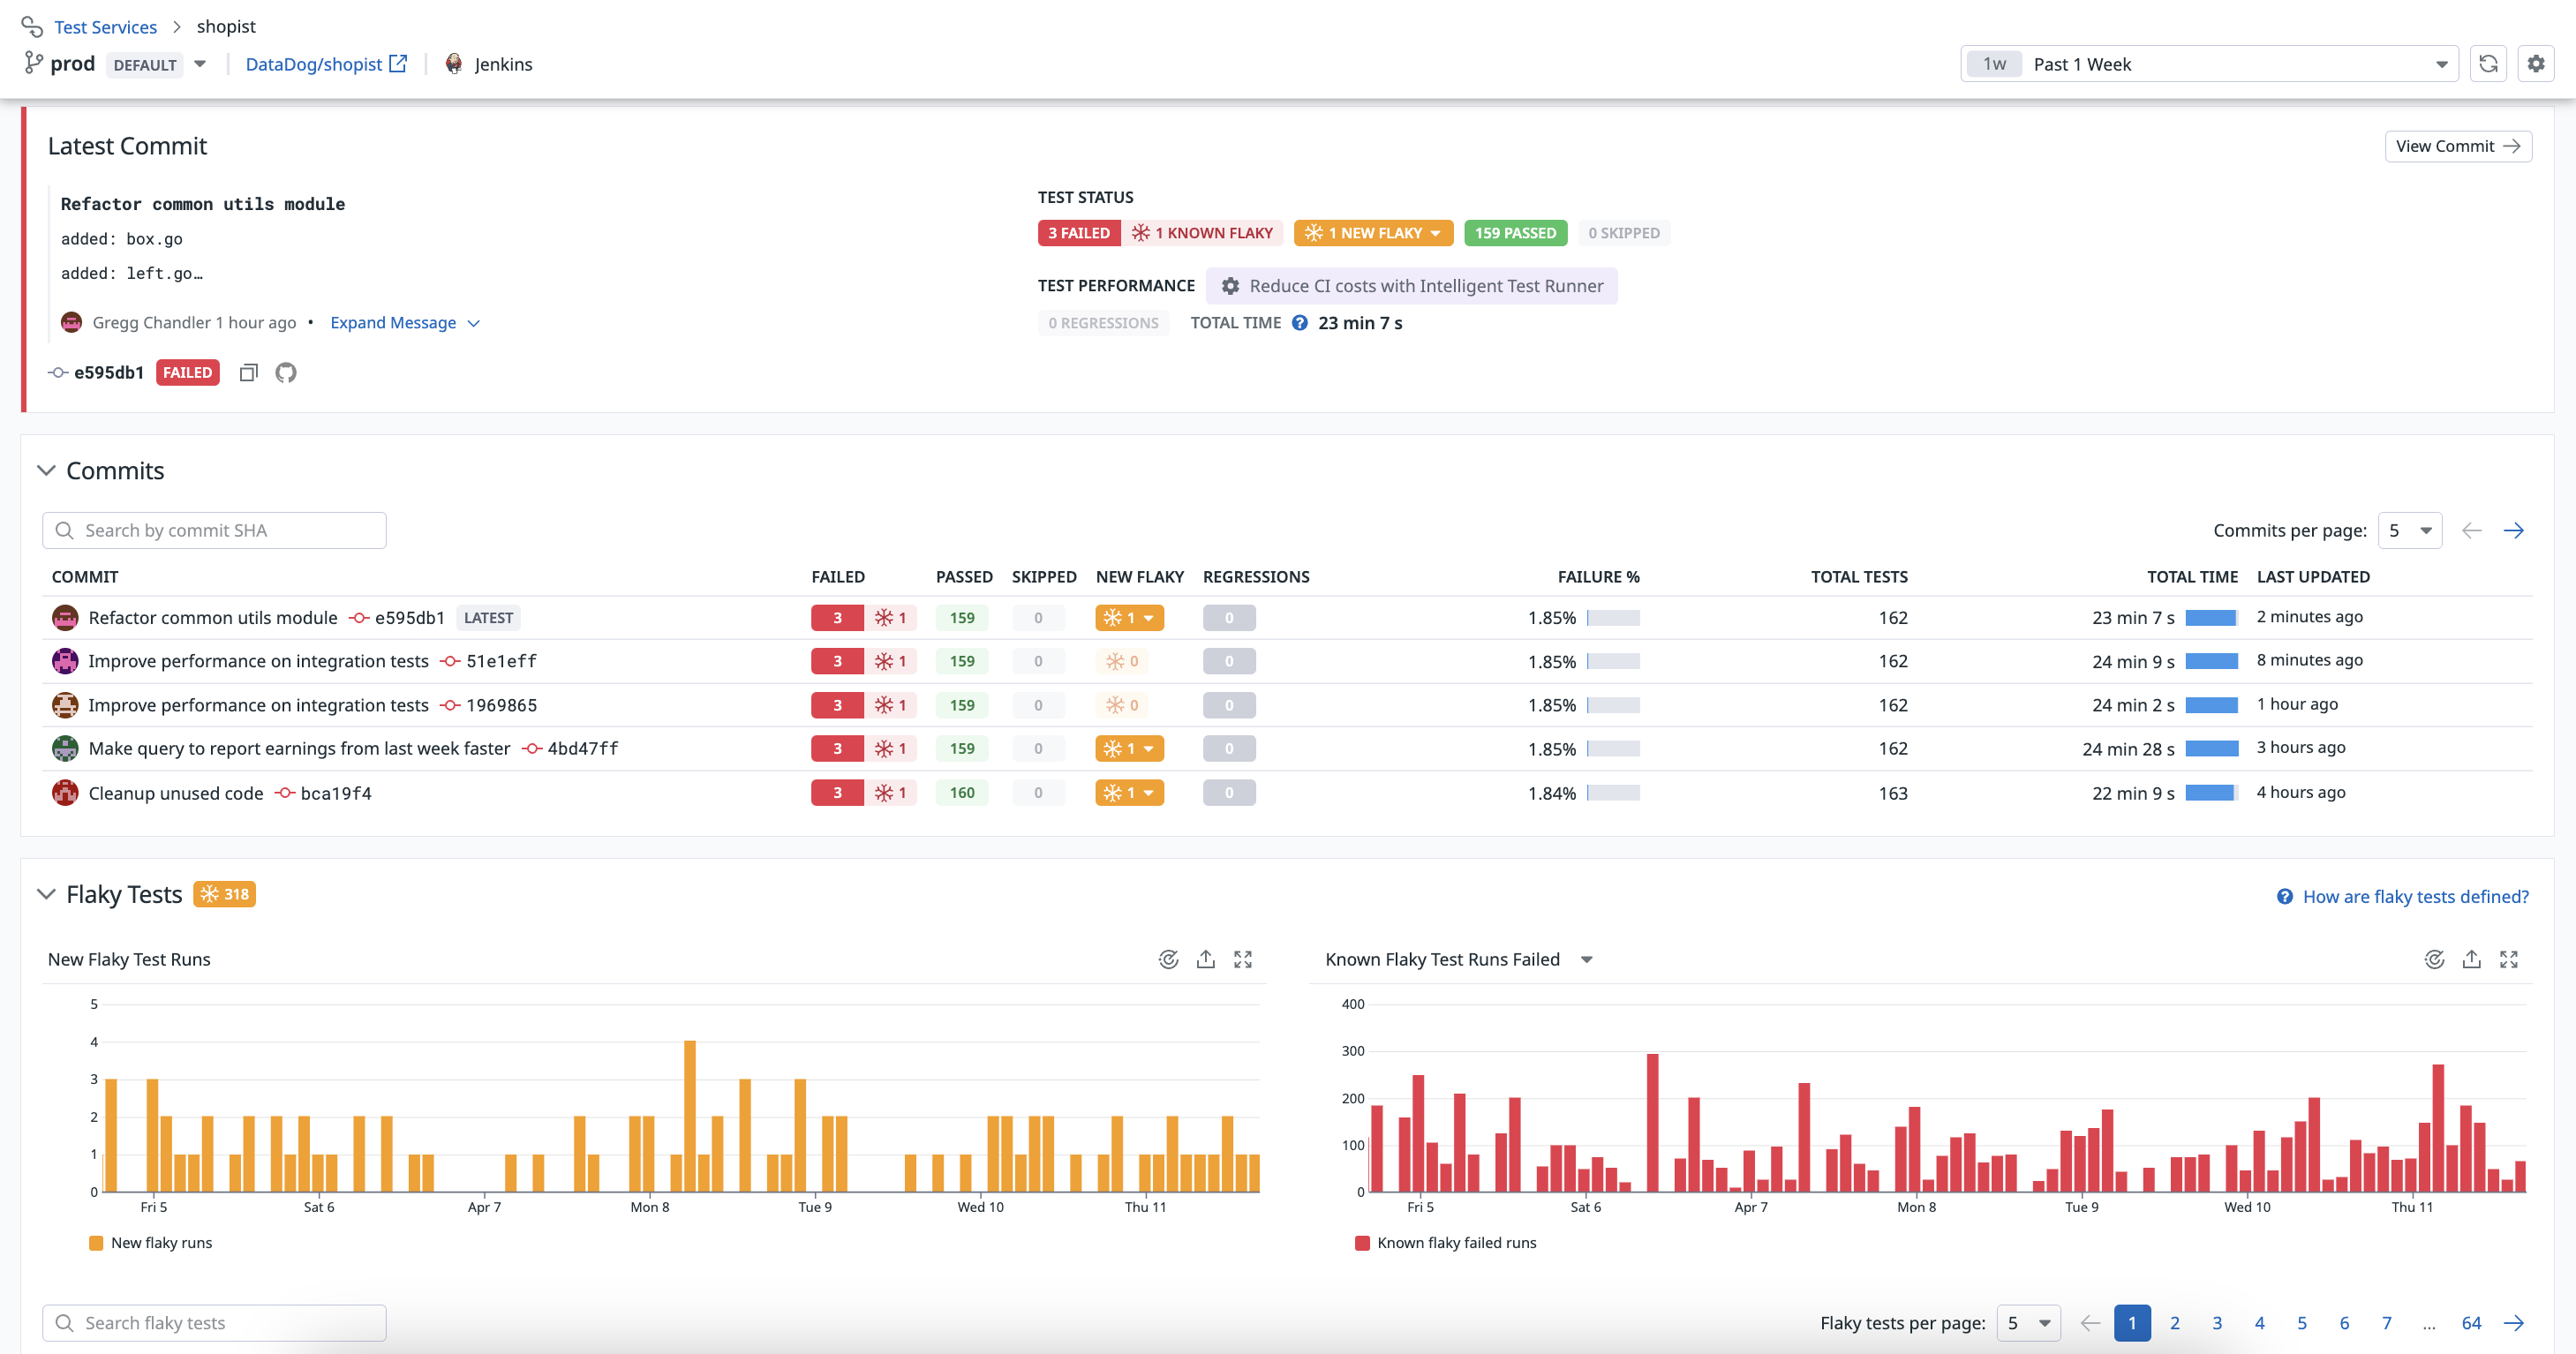 Test Services > shopist
prod DEFAULT DataDog/shopist Jenkins 1w Past 1 Week
Latest Commit View Commit
Refactor common utils module
added: box.go
added: left.go…
Gregg Chandler 1 hour ago • Expand Message
e595db1 FAILED
TEST STATUS
3 FAILED 1 KNOWN FLAKY 1 NEW FLAKY 159 PASSED 0 SKIPPED
TEST PERFORMANCE Reduce CI costs with Intelligent Test Runner
0 REGRESSIONS TOTAL TIME ? 23 min 7 s
Commits
Search by commit SHA Commits per page: 5
COMMIT FAILED PASSED SKIPPED NEW FLAKY REGRESSIONS FAILURE % TOTAL TESTS TOTAL TIME LAST UPDATED
Refactor common utils module e595db1 LATEST 3 1 159 0 1 0 1.85% 162 23 min 7 s 2 minutes ago
Improve performance on integration tests 51e1eff 3 1 159 0 0 0 1.85% 162 24 min 9 s 8 minutes ago
Improve performance on integration tests 1969865 3 1 159 0 0 0 1.85% 162 24 min 2 s 1 hour ago
Make query to report earnings from last week faster 4bd47ff 3 1 159 0 1 0 1.85% 162 24 min 28 s 3 hours ago
Cleanup unused code bca19f4 3 1 160 0 1 0 1.84% 163 22 min 9 s 4 hours ago
Flaky Tests 318 ? How are flaky tests defined?
New Flaky Test Runs
5
4
3
2
1
0
Fri 5 Sat 6 Apr 7 Mon 8 Tue 9 Wed 10 Thu 11
New flaky runs
Known Flaky Test Runs Failed
400
300
200
100
0
Fri 5 Sat 6 Apr 7 Mon 8 Tue 9 Wed 10 Thu 11
Known flaky failed runs
Search flaky tests Flaky tests per page: 5 1 2 3 4 5 6 7 ... 64